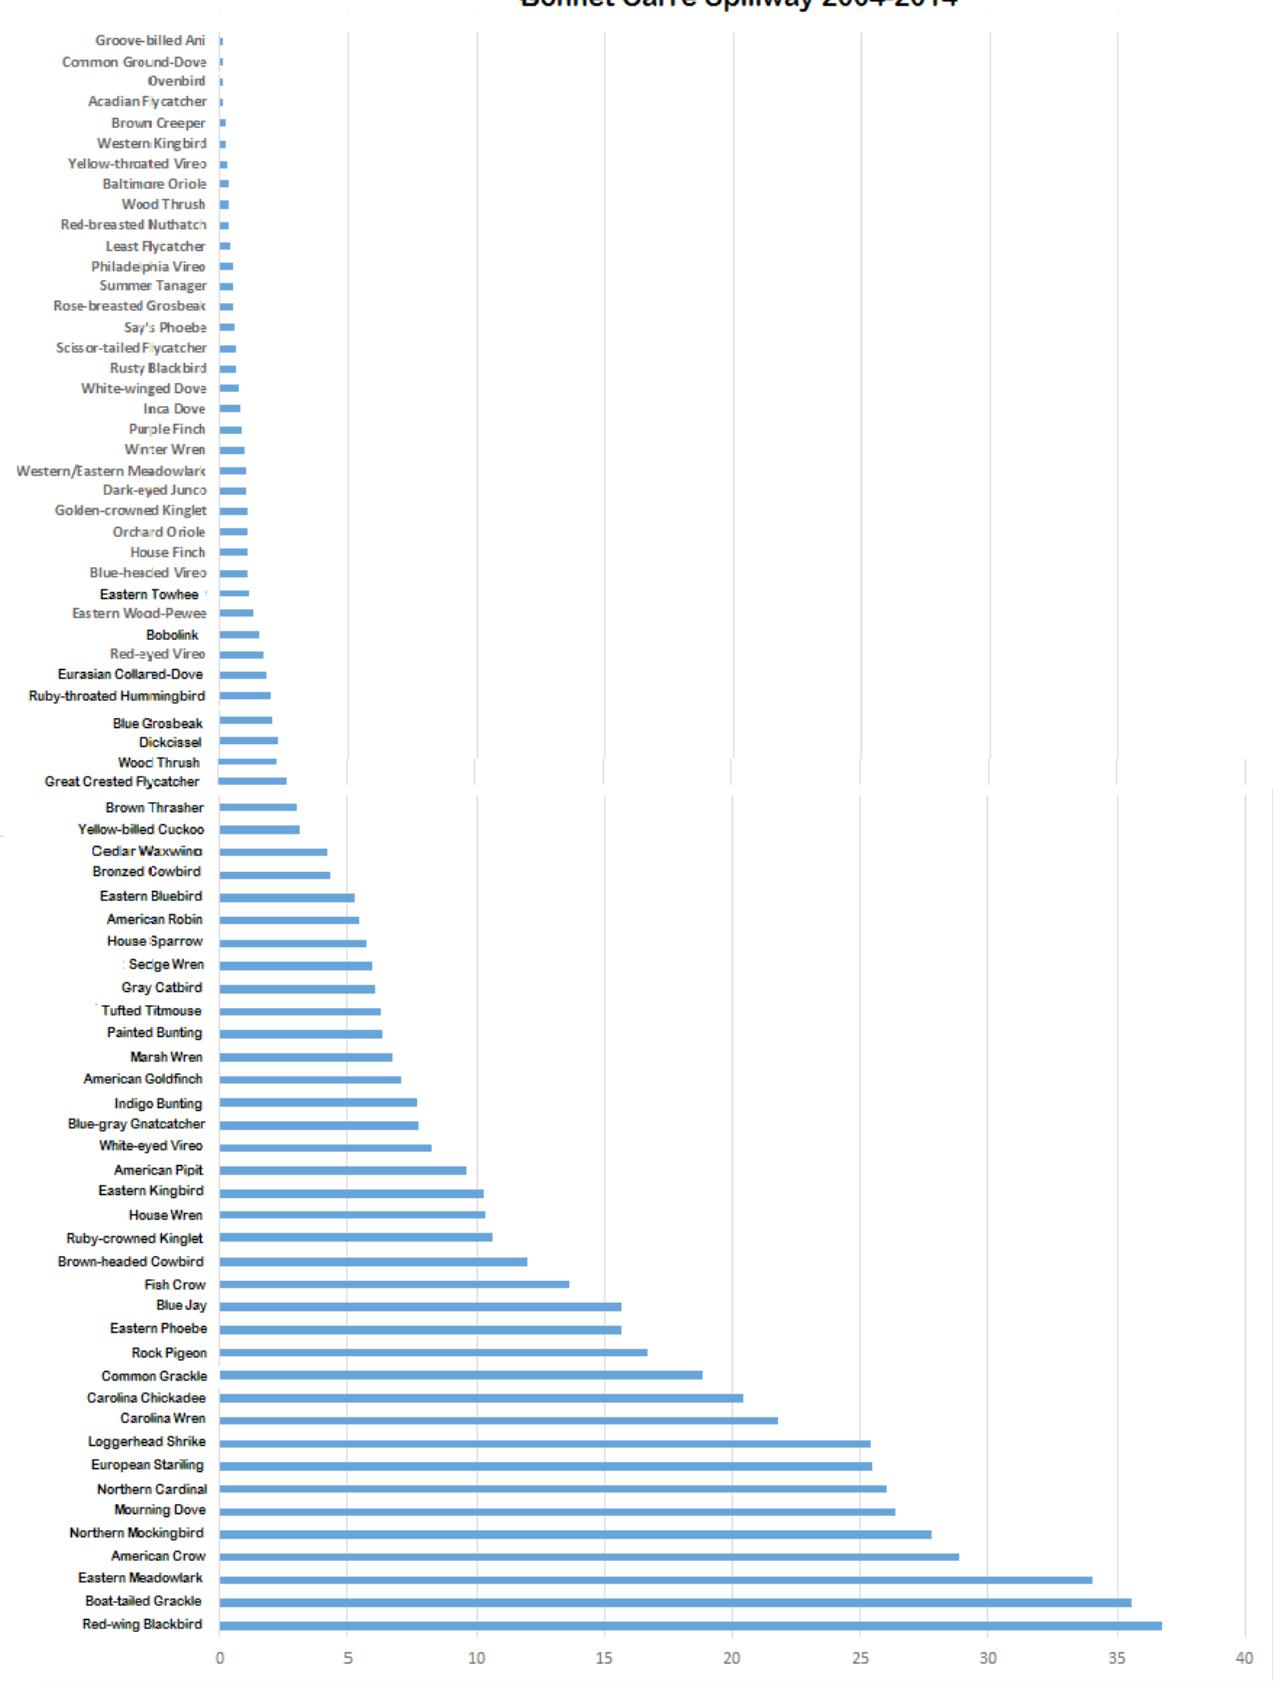 Bonnet Carre Spillway 2004-2014
Groove-billed Ani
Common Ground-Dove
Ovenbird
Acadian Flycatcher
Brown Creeper
Western Kingbird
Yellow-throated Vireo
Baltimore Oriole
Wood Thrush
Red-breasted Nuthatch
Least Flycatcher
Philadelphia Vireo
Summer Tanager
Rose-breasted Grosbeak
Say's Phoebe
Scissor-tailed Flycatcher
Rusty Blackbird
White-winged Dove
Inca Dove
Purple Finch
Winter Wren
Western/Eastern Meadowlark
Dark-eyed Junco
Golden-crowned Kinglet
Orchard Oriole
House Finch
Blue-headed Vireo
Eastern Towhee
Eastern Wood-Pewee
Bobolink
Red-eyed Vireo
Eurasian Collared-Dove
Ruby-throated Hummingbird
Blue Grosbeak
Dickcissel
Wood Thrush
Great Crested Flycatcher
Brown Thrasher
Yellow-billed Cuckoo
Cedar Waxwing
Bronzed Cowbird
Eastern Bluebird
American Robin
House Sparrow
Sedge Wren
Gray Catbird
Tufted Titmouse
Painted Bunting
Marsh Wren
American Goldfinch
Indigo Bunting
Blue-gray Gnatcatcher
White-eyed Vireo
American Pipit
Eastern Kingbird
House Wren
Ruby-crowned Kinglet
Brown-headed Cowbird
Fish Crow
Blue Jay
Eastern Phoebe
Rock Pigeon
Common Grackle
Carolina Chickadee
Carolina Wren
Loggerhead Shrike
European Stariling
Northern Cardinal
Mourning Dove
Northern Mockingbird
American Crow
Eastern Meadowlark
Boat-tailed Grackle
Red-wing Blackbird
0 5 10 15 20 25 30 35 40